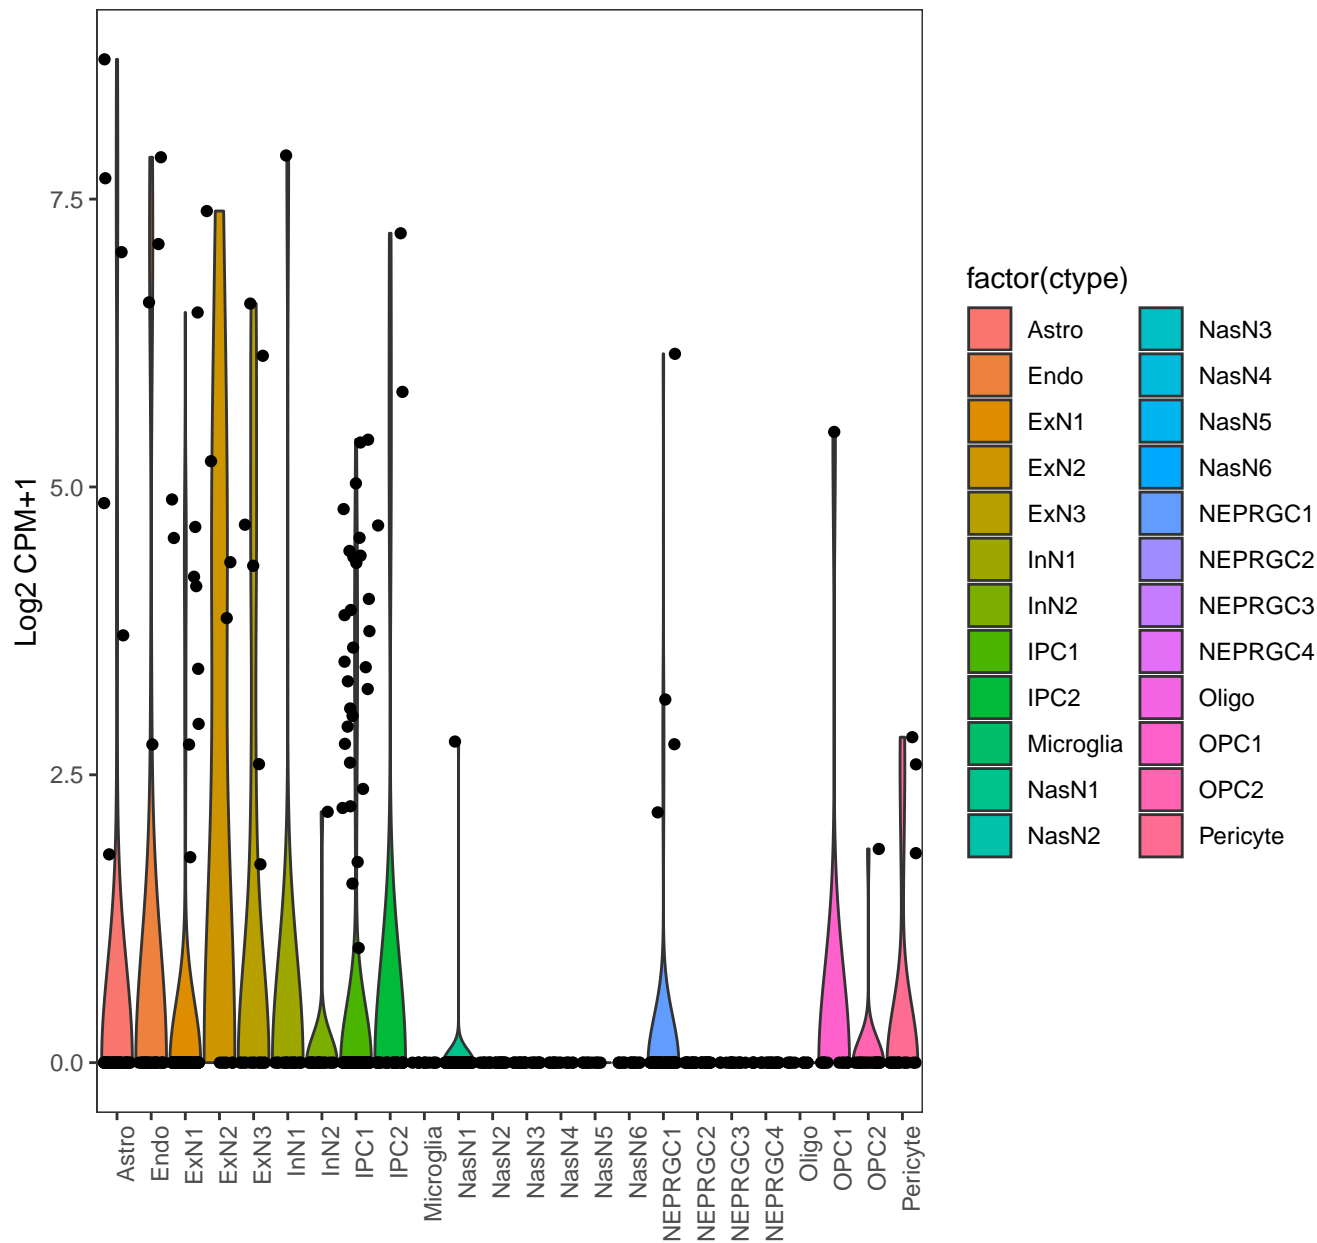 Log2 CPM+1
7.5
5.0
2.5
0.0
Astro
Endo
ExN1
ExN2
ExN3
InN1
InN2
IPC1
IPC2
Microglia
NasN1
NasN2
NasN3
NasN4
NasN5
NasN6
NEPRGC1
NEPRGC2
NEPRGC3
NEPRGC4
Oligo
OPC1
OPC2
Pericyte
factor(ctype)
Astro
Endo
ExN1
ExN2
ExN3
InN1
InN2
IPC1
IPC2
Microglia
NasN1
NasN2
NasN3
NasN4
NasN5
NasN6
NEPRGC1
NEPRGC2
NEPRGC3
NEPRGC4
Oligo
OPC1
OPC2
Pericyte